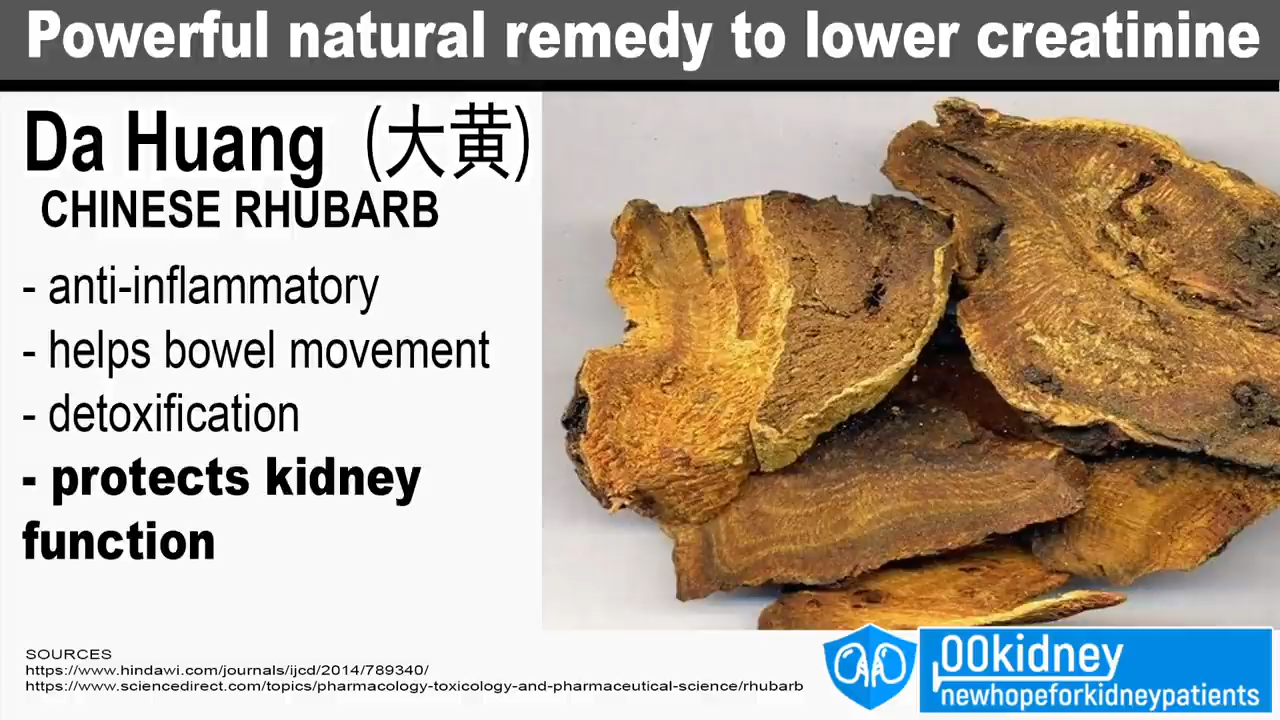 Powerful natural remedy to lower creatinine
Da Huang (大黄)
CHINESE RHUBARB
- anti-inflammatory
- helps bowel movement
- detoxification
- protects kidney
function
SOURCES
https://www.hindawi.com/journals/ijcd/2014/789340/
https://www.sciencedirect.com/topics/pharmacology-toxicology-and-pharmaceutical-science/rhubarb
00kidney
newhopeforkidneypatients